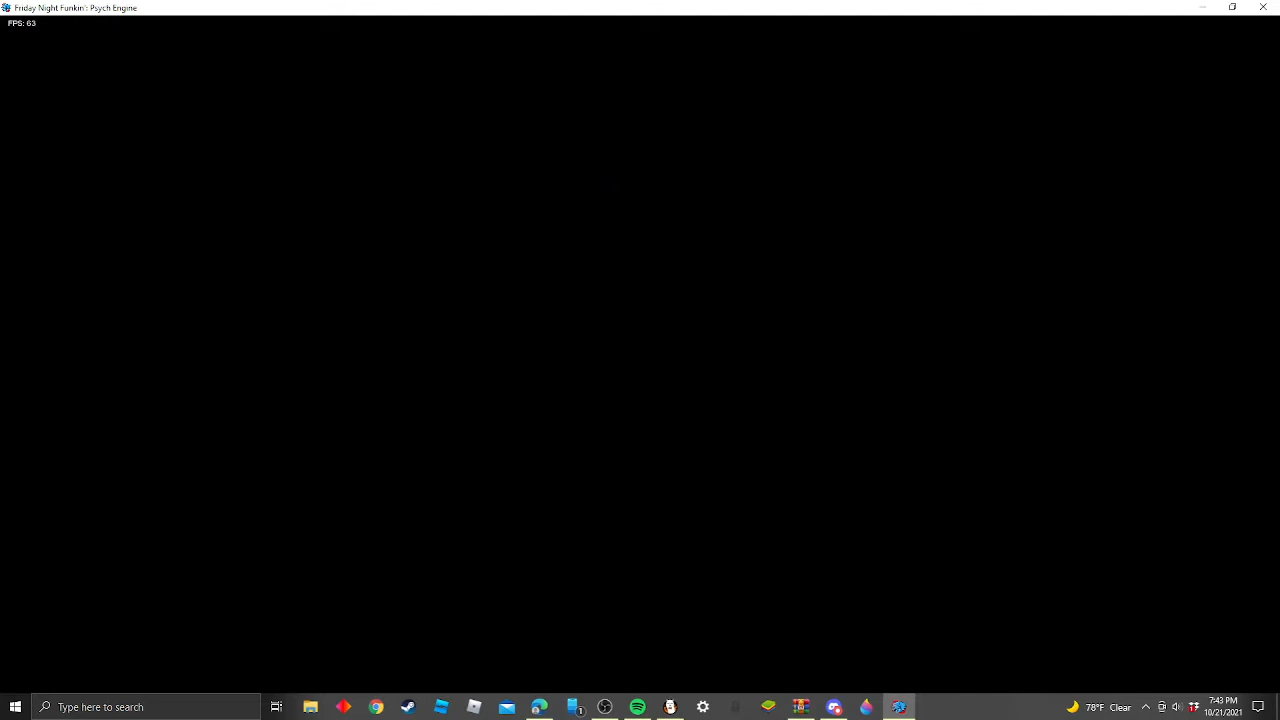 Friday Night Funkin': Psych Engine
FPS: 63
Type here to search
1
78°F Clear
7:43 PM
10/21/2021